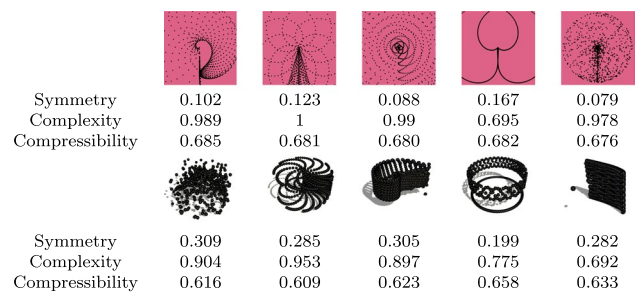 Symmetry 0.102 0.123 0.088 0.167 0.079
Complexity 0.989 1 0.99 0.695 0.978
Compressibility 0.685 0.681 0.680 0.682 0.676
Symmetry 0.309 0.285 0.305 0.199 0.282
Complexity 0.904 0.953 0.897 0.775 0.692
Compressibility 0.616 0.609 0.623 0.658 0.633